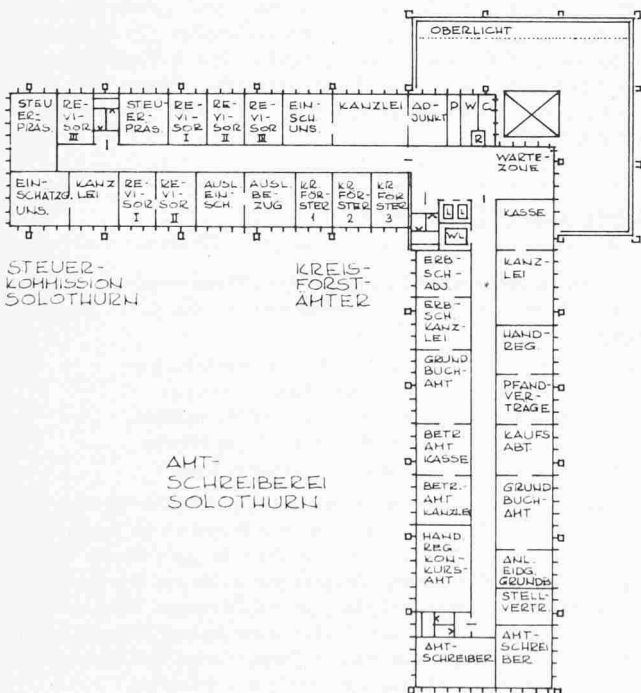 OBERLICHT
STEU
ER-
PRÄS.
RE-
VI-
SOR
III
STEU-
ERPRÄS.
RE-
VI-
SOR
I
RE-
VI-
SOR
II
RE-
VI-
SOR
III
EIN-
SCH.
UNS.
KANZLEI
AD-
JUNKT
P
W
C
R
WARTE-
ZONE
EIN-
SCHATZG.
UNS.
KANZ
LEI
RE-
VI-
SOR
I
RE-
VI-
SOR
II
AUSL.
EIN-
SCH.
AUSL.
BE-
ZUG
KR.
FÖR-
STER
1
KR.
FÖR-
STER
2
KR.
FÖR
STER
3
L
L
WL
KASSE
STEUER-
KOMMISSION
SOLOTHURN
KREIS-
FORST-
ÄMTER
ERB-
SCH-
ADJ.
ERB-
SCH.
KANZ-
LEI
GRUND
BUCH-
AMT
BETR.
AMT
KASSE
BETR.-
AMT
KANZLEI
HAND.
REG.
KON-
KURS-
AMT
AMT-
SCHREIBER
KANZ-
LEI
HAND-
REG.
PFAND-
VER-
TRÄGE
KAUFS
ABT.
GRUND
BUCH-
AMT
ANL.
EIDG.
GRUNDB
STELL-
VERTR.
AMT-
SCHREI
BER
AMT-
SCHREIBEREI
SOLOTHURN